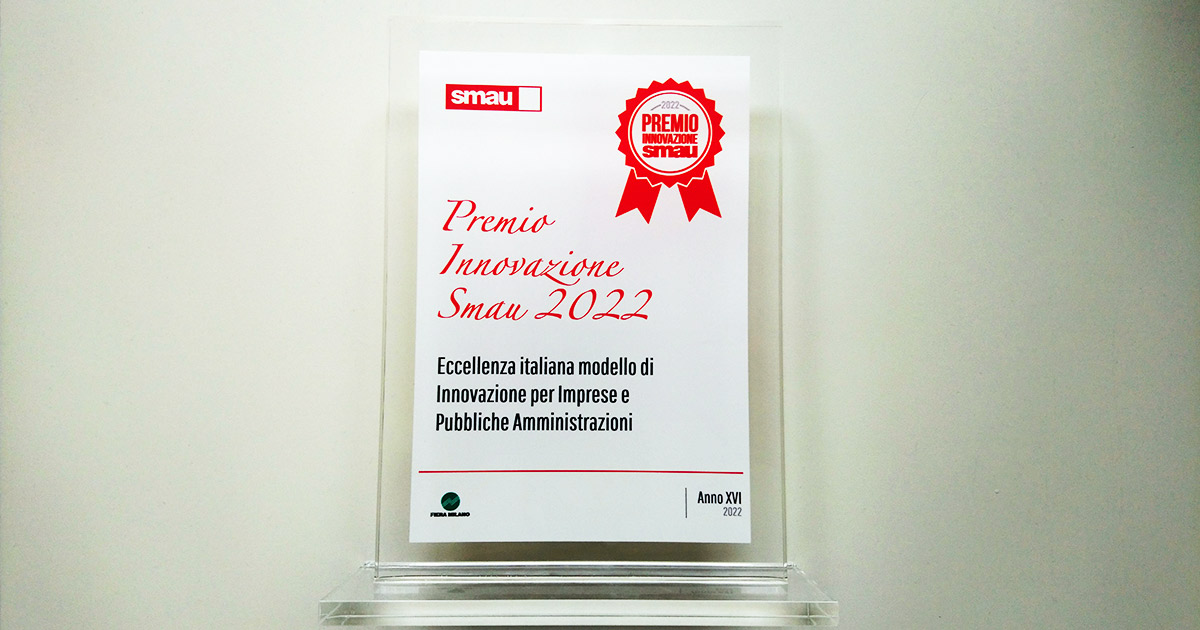 smau
2022
PREMIO
INNOVAZIONE
smau
Premio
Innovazione
Smau 2022
Eccellenza italiana modello di
Innovazione per Imprese e
Pubbliche Amministrazioni
FIERA MILANO
Anno XVI
2022